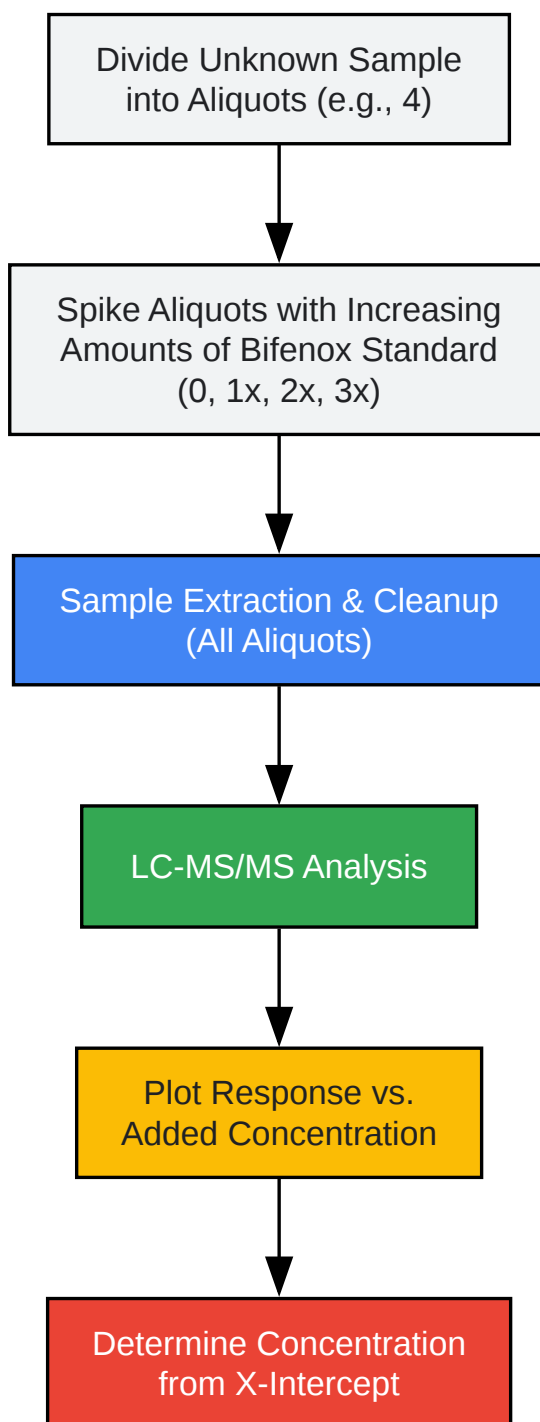 Divide Unknown Sample
into Aliquots (e.g., 4)
Spike Aliquots with Increasing
Amounts of Bifenox Standard
(0, 1x, 2x, 3x)
Sample Extraction & Cleanup
(All Aliquots)
LC-MS/MS Analysis
Plot Response vs.
Added Concentration
Determine Concentration
from X-Intercept